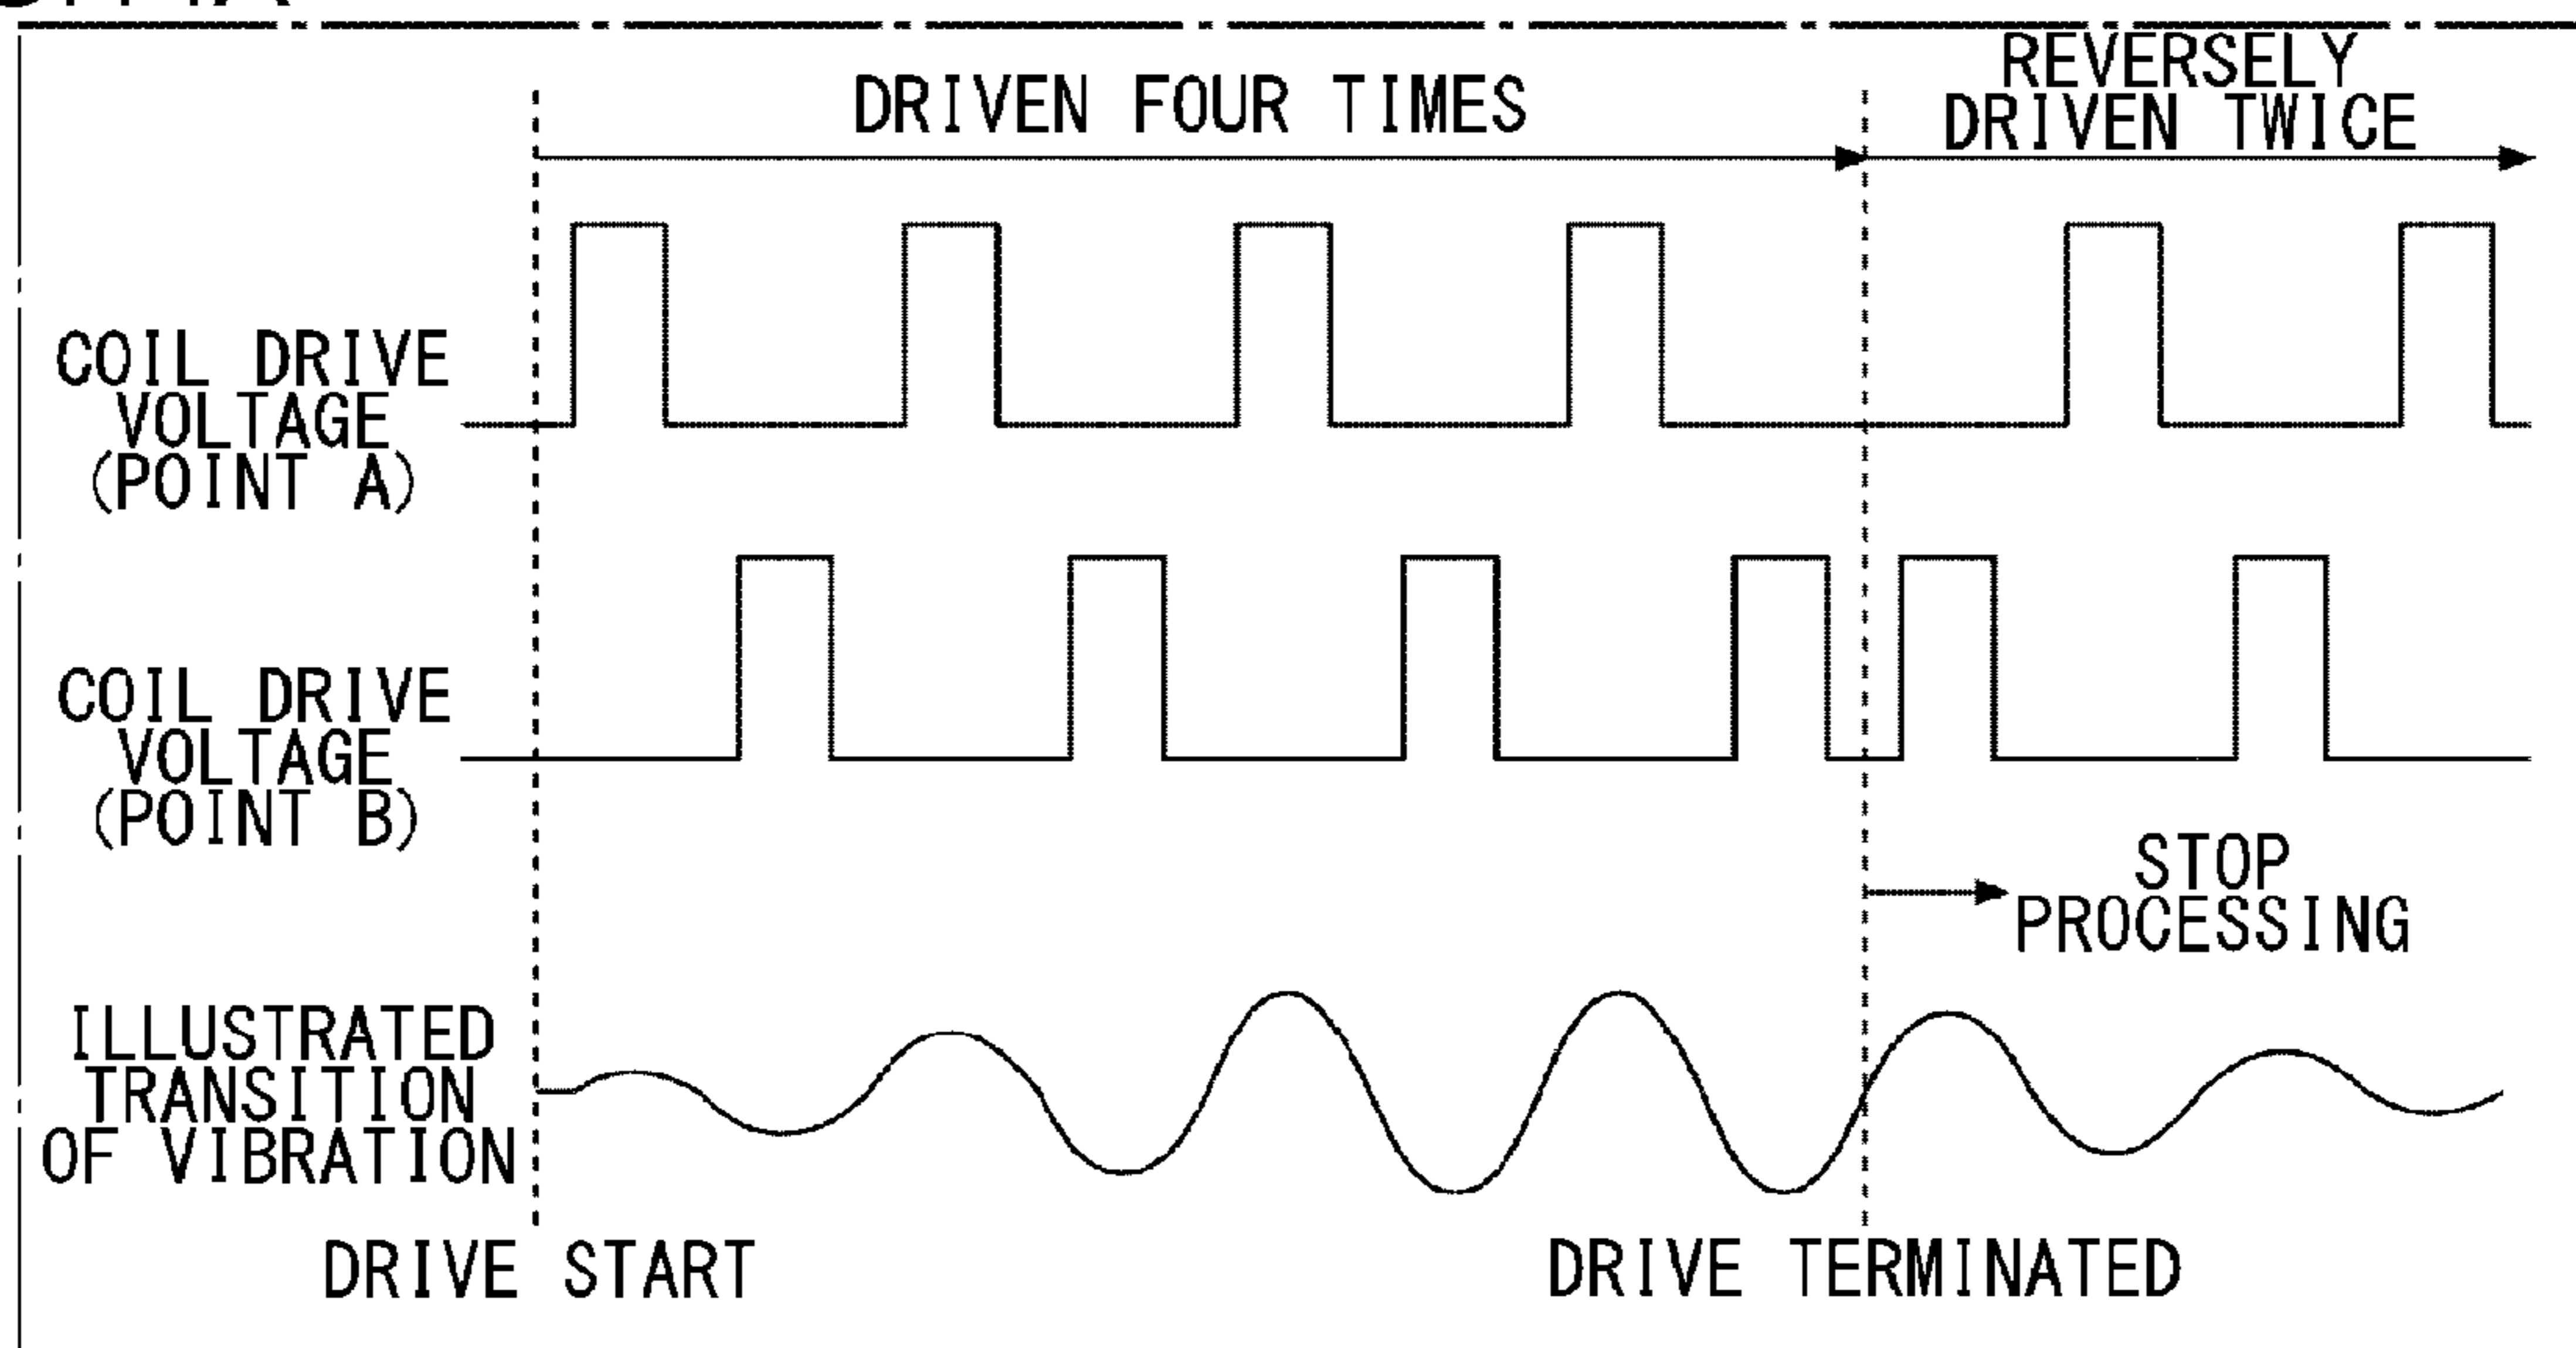 DRIVEN FOUR TIMES
REVERSELY
DRIVEN TWICE
COIL DRIVE
VOLTAGE
(POINT A)
COIL DRIVE
VOLTAGE
(POINT B)
STOP
PROCESSING
ILLUSTRATED
TRANSITION
OF VIBRATION
DRIVE START
DRIVE TERMINATED